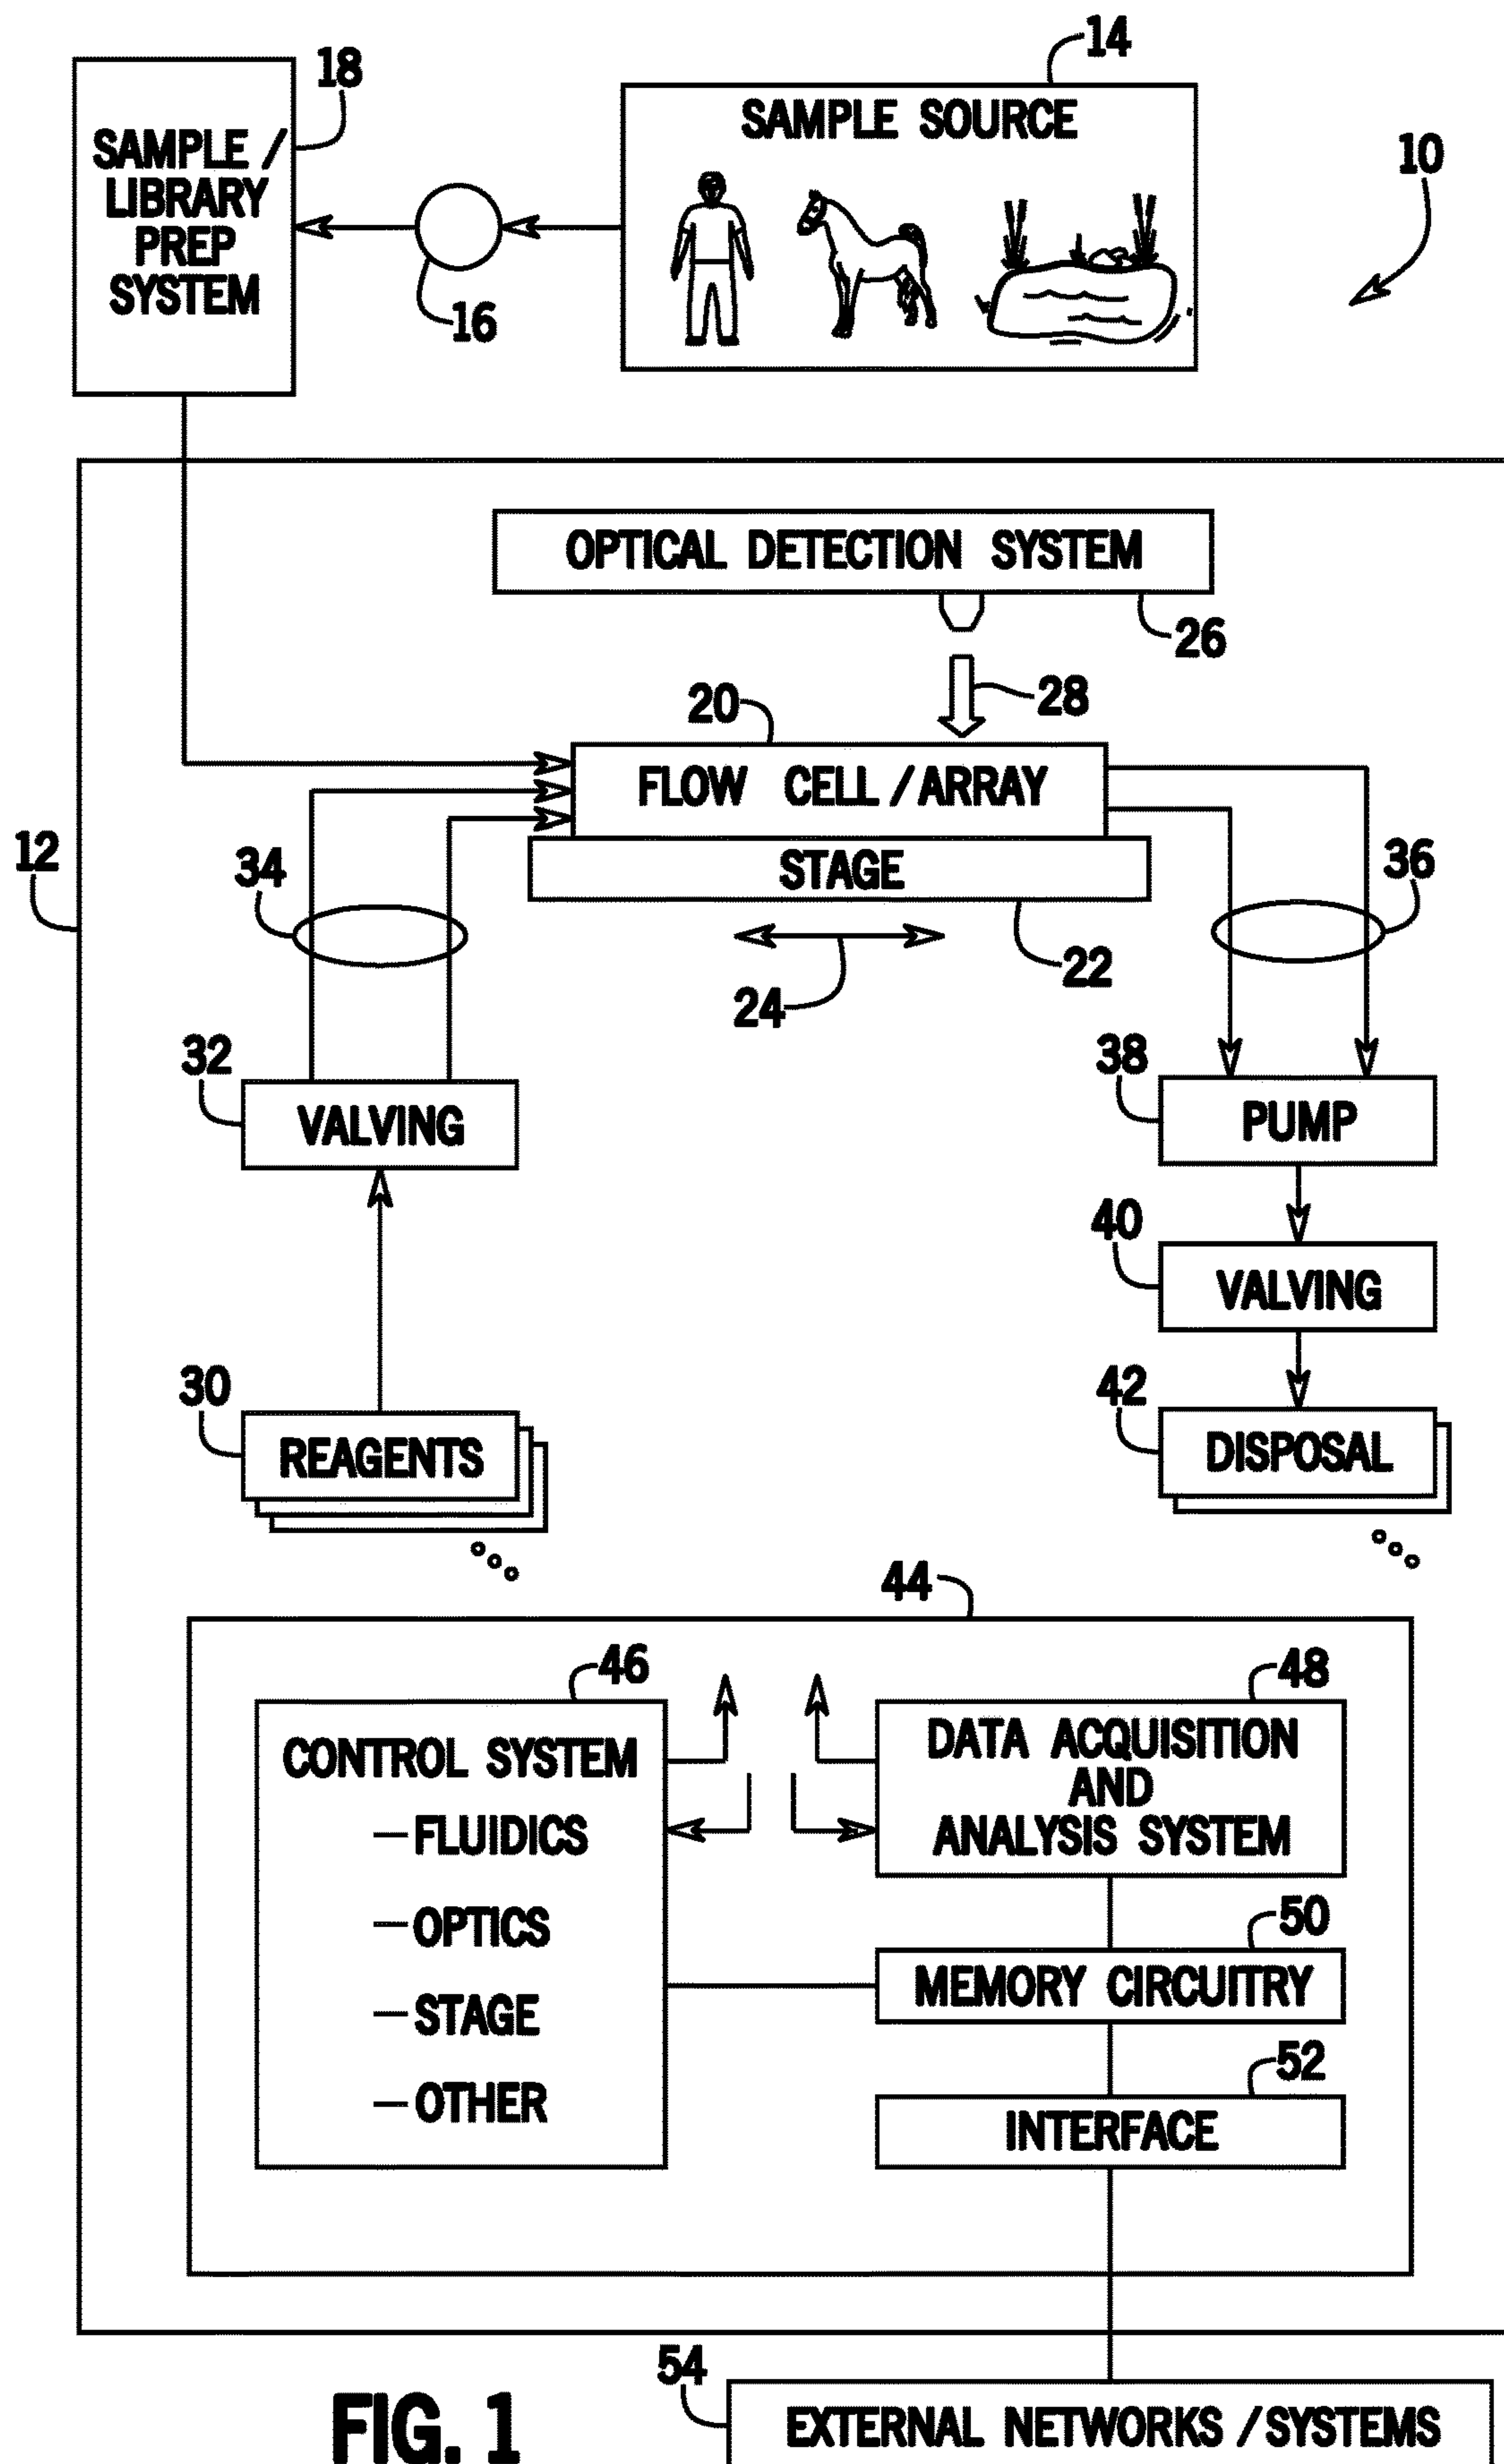 14
18
SAMPLE SOURCE
10
SAMPLE /
LIBRARY
PREP
SYSTEM
16
OPTICAL DETECTION SYSTEM
26
28
20
FLOW CELL / ARRAY
12
34
STAGE
36
22
24
32
38
VALVING
PUMP
40
VALVING
30
42
REAGENTS
DISPOSAL
44
46
48
CONTROL SYSTEM
— FLUIDICS
— OPTICS
— STAGE
— OTHER
DATA ACQUISITION
AND
ANALYSIS SYSTEM
50
MEMORY CIRCUITRY
52
INTERFACE
54
EXTERNAL NETWORKS / SYSTEMS
FIG. 1